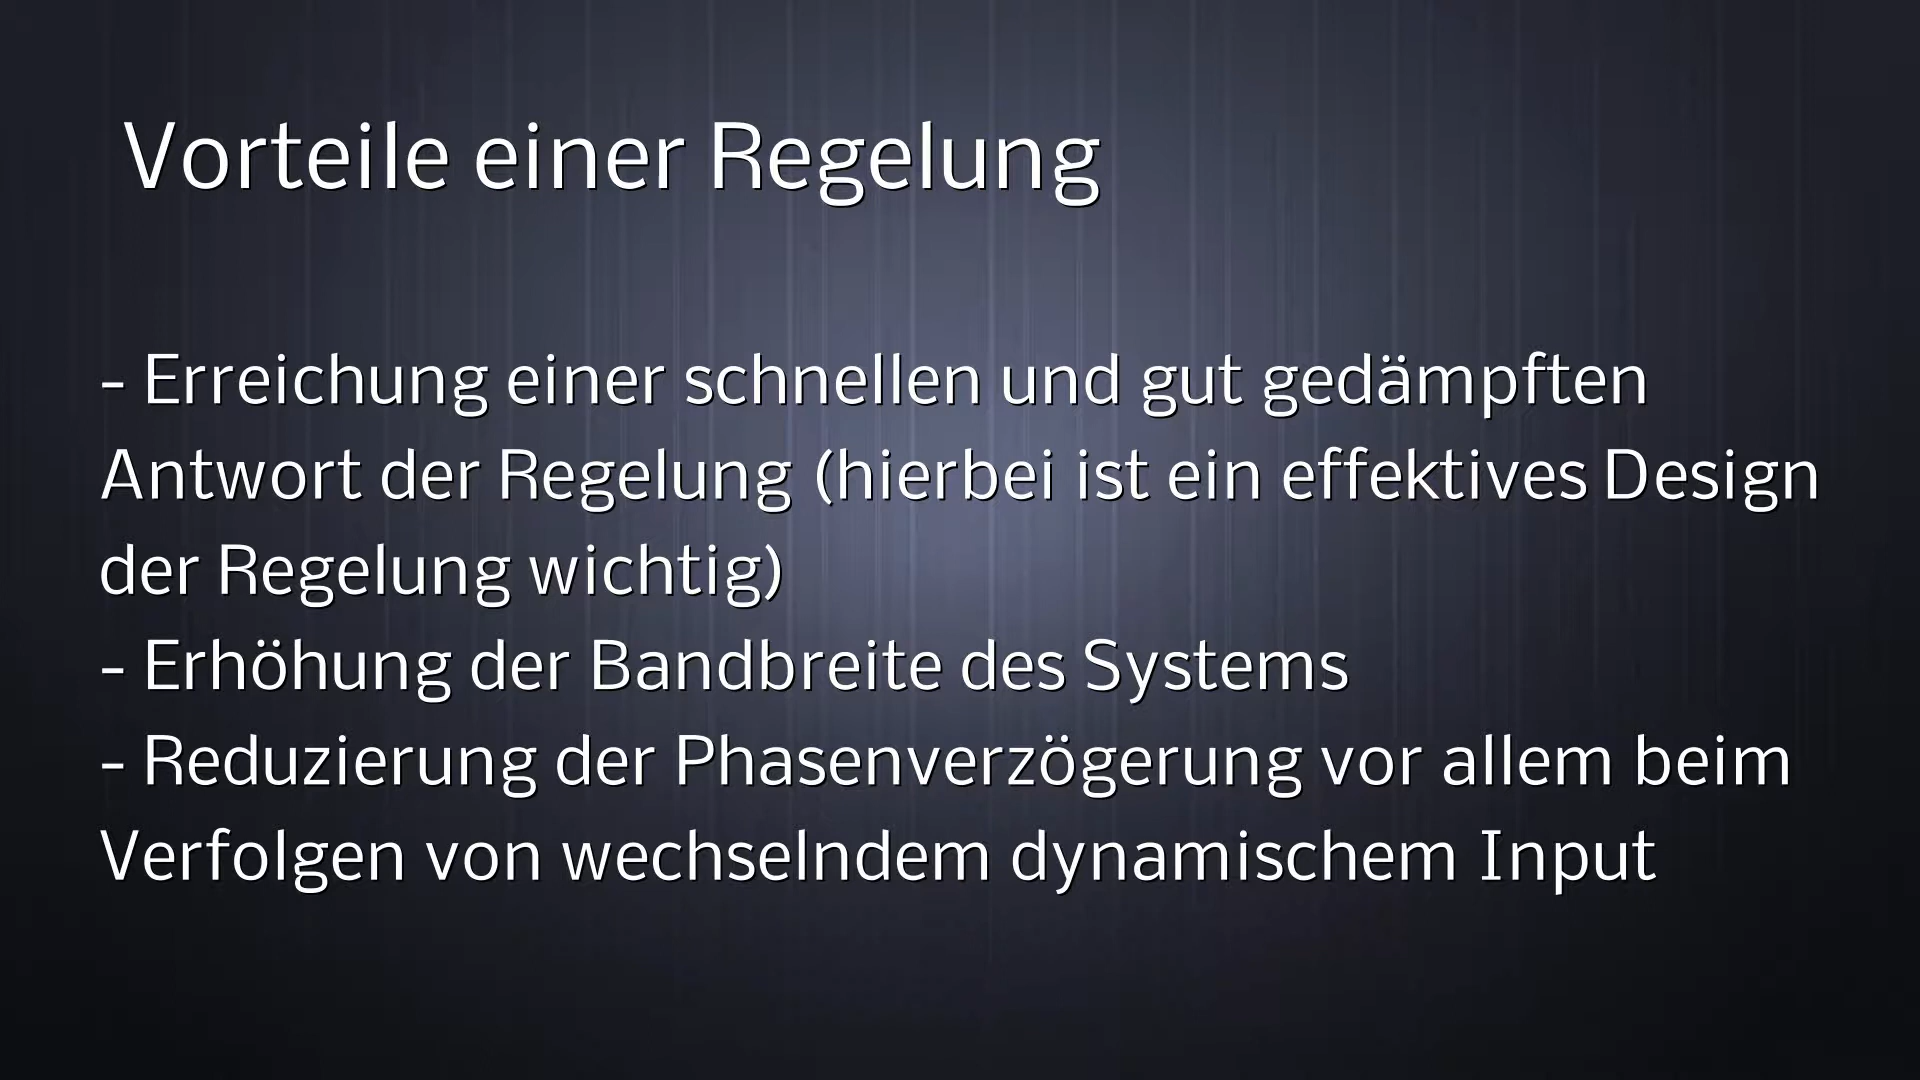 Vorteile einer Regelung
- Erreichung einer schnellen und gut gedämpften
Antwort der Regelung (hierbei ist ein effektives Design
der Regelung wichtig)
- Erhöhung der Bandbreite des Systems
- Reduzierung der Phasenverzögerung vor allem beim
Verfolgen von wechselndem dynamischem Input